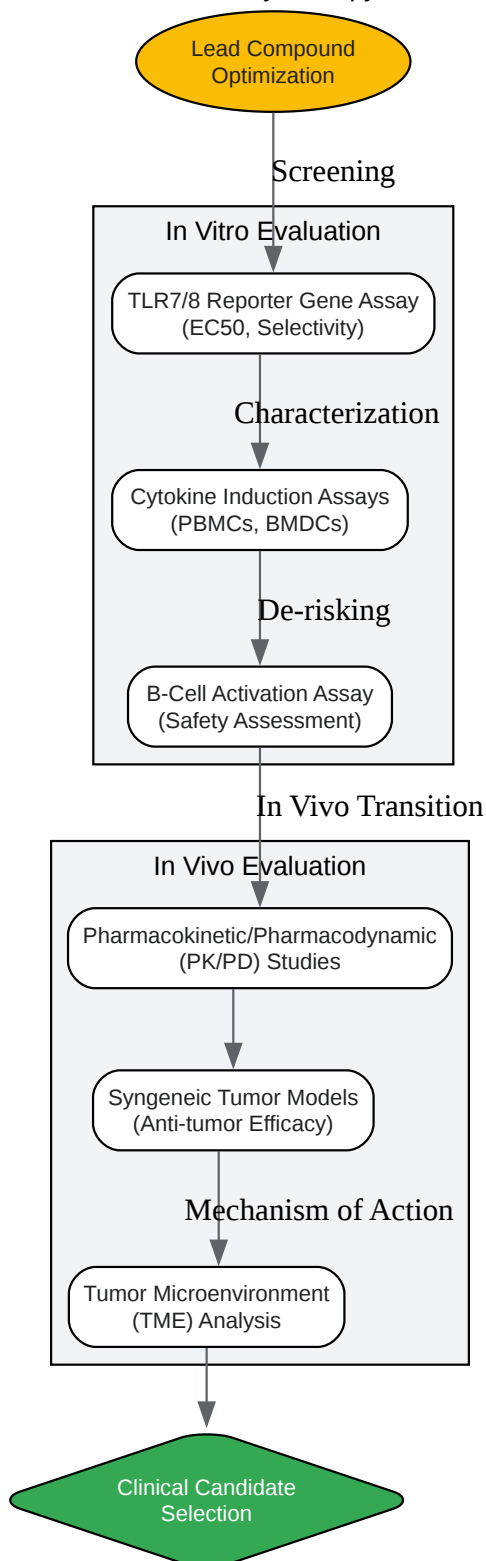 Lead Compound
Optimization
Screening
In Vitro Evaluation
TLR7/8 Reporter Gene Assay
(EC50, Selectivity)
Characterization
Cytokine Induction Assays
(PBMCs, BMDCs)
De-risking
B-Cell Activation Assay
(Safety Assessment)
In Vivo Transition
In Vivo Evaluation
Pharmacokinetic/Pharmacodynamic
(PK/PD) Studies
Syngeneic Tumor Models
(Anti-tumor Efficacy)
Mechanism of Action
Tumor Microenvironment
(TME) Analysis
Clinical Candidate
Selection